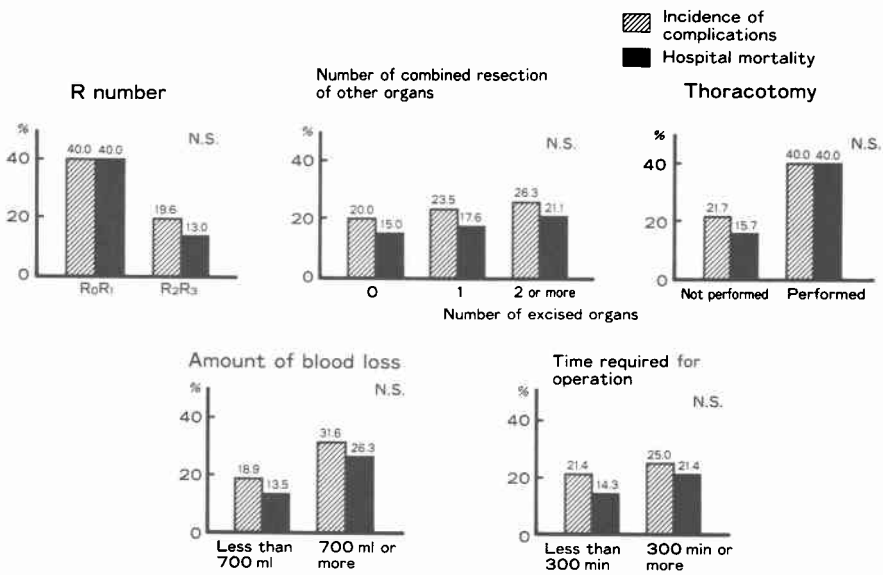 Incidence of
complications
Hospital mortality
R number
%
N.S.
40.0 40.0
40
19.6
20
13.0
0
R0R1 R2R3
Number of combined resection
of other organs
%
N.S.
40
26.3
23.5
20.0
21.1
20
17.6
15.0
0
0 1 2 or more
Number of excised organs
Thoracotomy
%
N.S.
40.0 40.0
40
21.7
20
15.7
0
Not performed Performed
Amount of blood loss
%
N.S.
40
31.6
26.3
18.9
20
13.5
0
Less than
700 ml
700 ml or
more
Time required for
operation
%
N.S.
40
25.0
21.4
21.4
20
14.3
0
Less than
300 min
300 min or
more